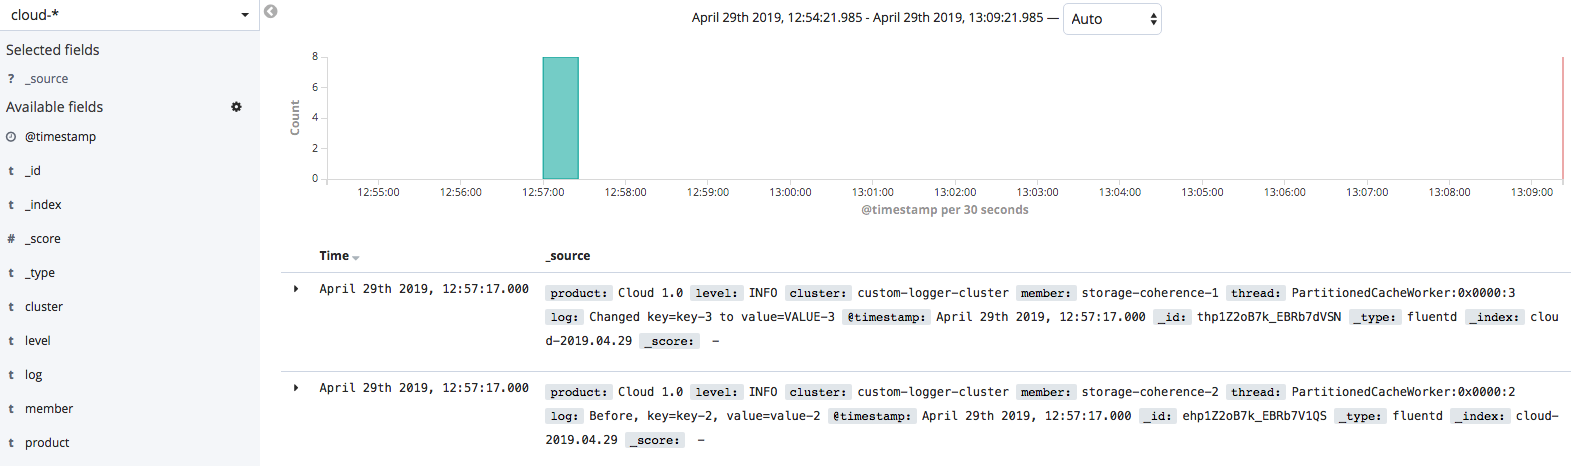 cloud-*
Selected fields
? _source
Available fields
@timestamp
t _id
t _index
# _score
t _type
t cluster
t level
t log
t member
t product
April 29th 2019, 12:54:21.985 - April 29th 2019, 13:09:21.985 — Auto
Count
8
6
4
2
0
12:55:00 12:56:00 12:57:00 12:58:00 12:59:00 13:00:00 13:01:00 13:02:00 13:03:00 13:04:00 13:05:00 13:06:00 13:07:00 13:08:00 13:09:00
@timestamp per 30 seconds
Time _source
April 29th 2019, 12:57:17.000 product: Cloud 1.0 level: INFO cluster: custom-logger-cluster member: storage-coherence-1 thread: PartitionedCacheWorker:0x0000:3
log: Changed key=key-3 to value=VALUE-3 @timestamp: April 29th 2019, 12:57:17.000 _id: thp1Z2oB7k_EBRb7dVSN _type: fluentd _index: clou
d-2019.04.29 _score: -
April 29th 2019, 12:57:17.000 product: Cloud 1.0 level: INFO cluster: custom-logger-cluster member: storage-coherence-2 thread: PartitionedCacheWorker:0x0000:2
log: Before, key=key-2, value=value-2 @timestamp: April 29th 2019, 12:57:17.000 _id: ehp1Z2oB7k_EBRb7V1QS _type: fluentd _index: cloud-
2019.04.29 _score: -